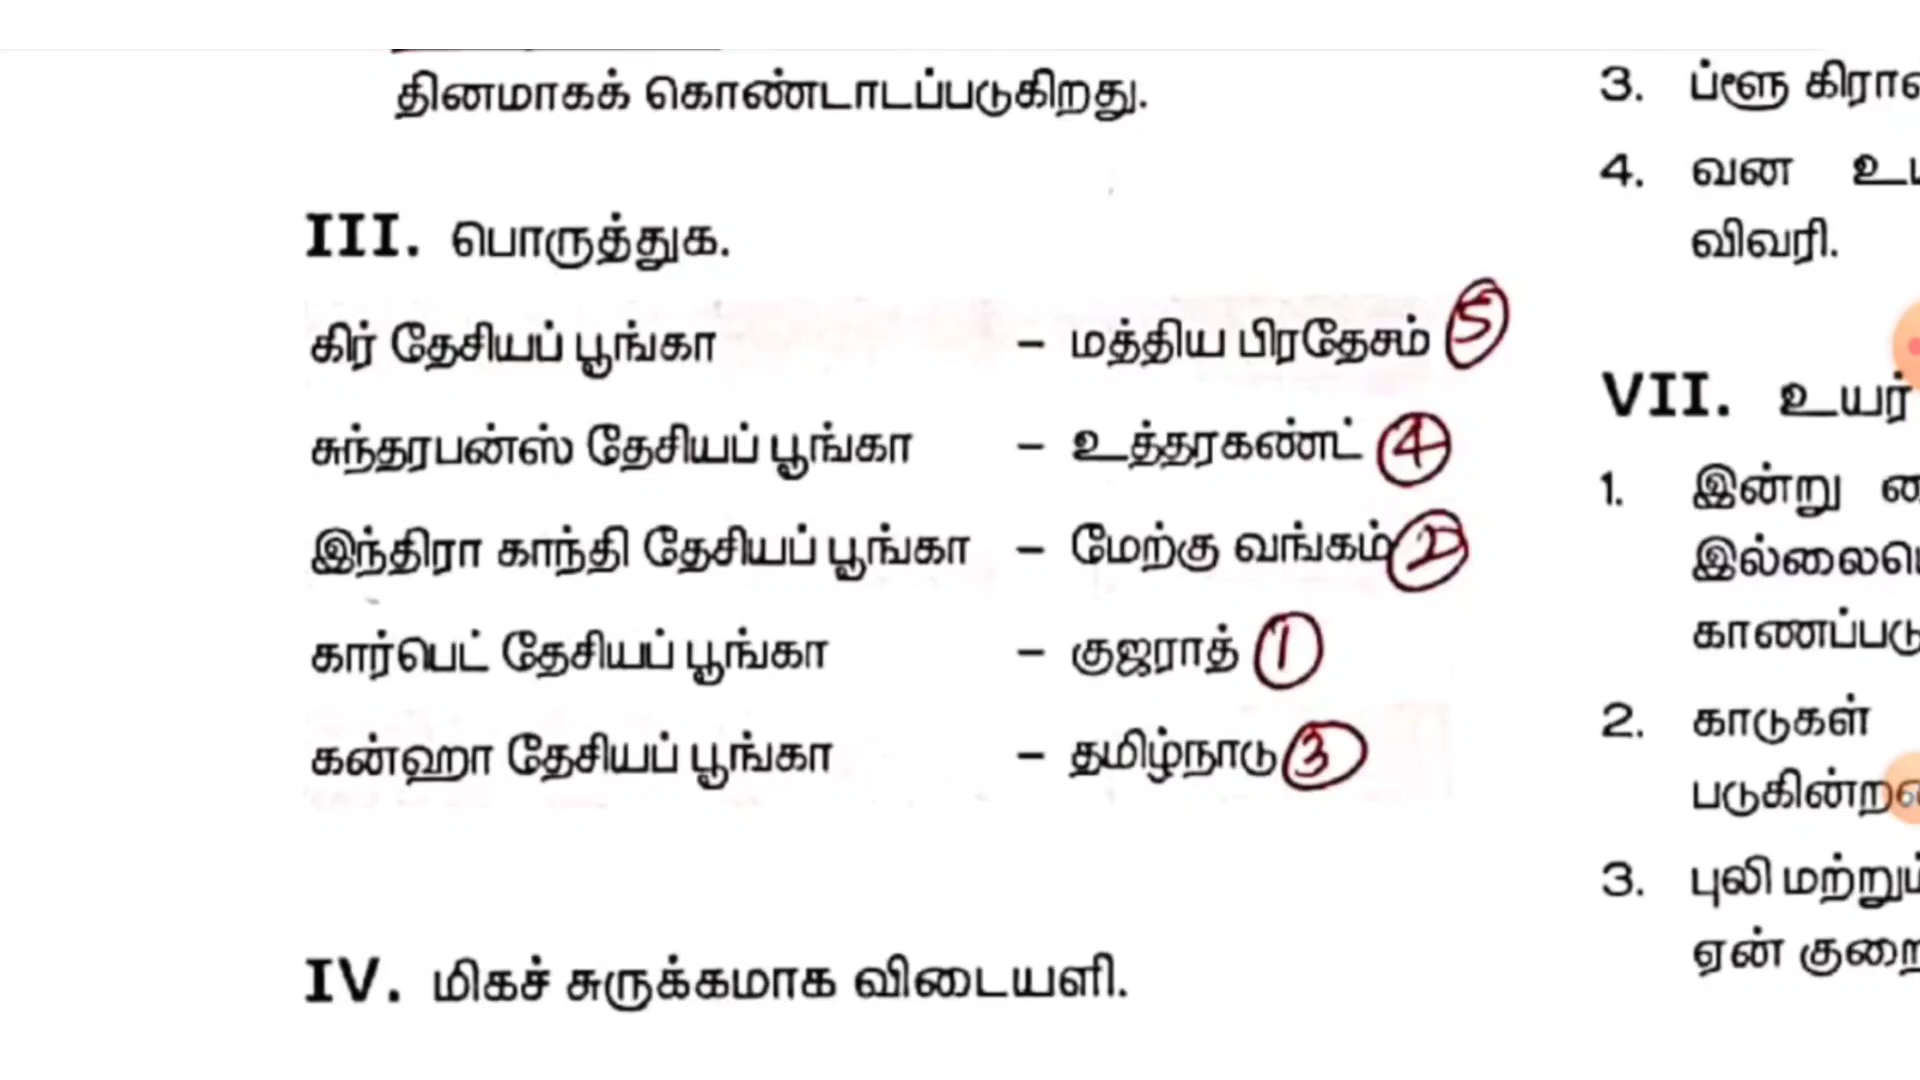 தினமாகக் கொண்டாடப்படுகிறது.
III. பொருத்துக.
கிர் தேசியப் பூங்கா – மத்திய பிரதேசம் 5
சுந்தரபன்ஸ் தேசியப் பூங்கா – உத்தரகண்ட் 4
இந்திரா காந்தி தேசியப் பூங்கா – மேற்கு வங்கம் 2
கார்பெட் தேசியப் பூங்கா – குஜராத் 1
கன்ஹா தேசியப் பூங்கா – தமிழ்நாடு 3
IV. மிகச் சுருக்கமாக விடையளி.
3. ப்ளூ
4. வன
விவரி.
VII. உயர்
1. இன்று
2. காடுகள்
3. புலி மற்றும்
ஏன்